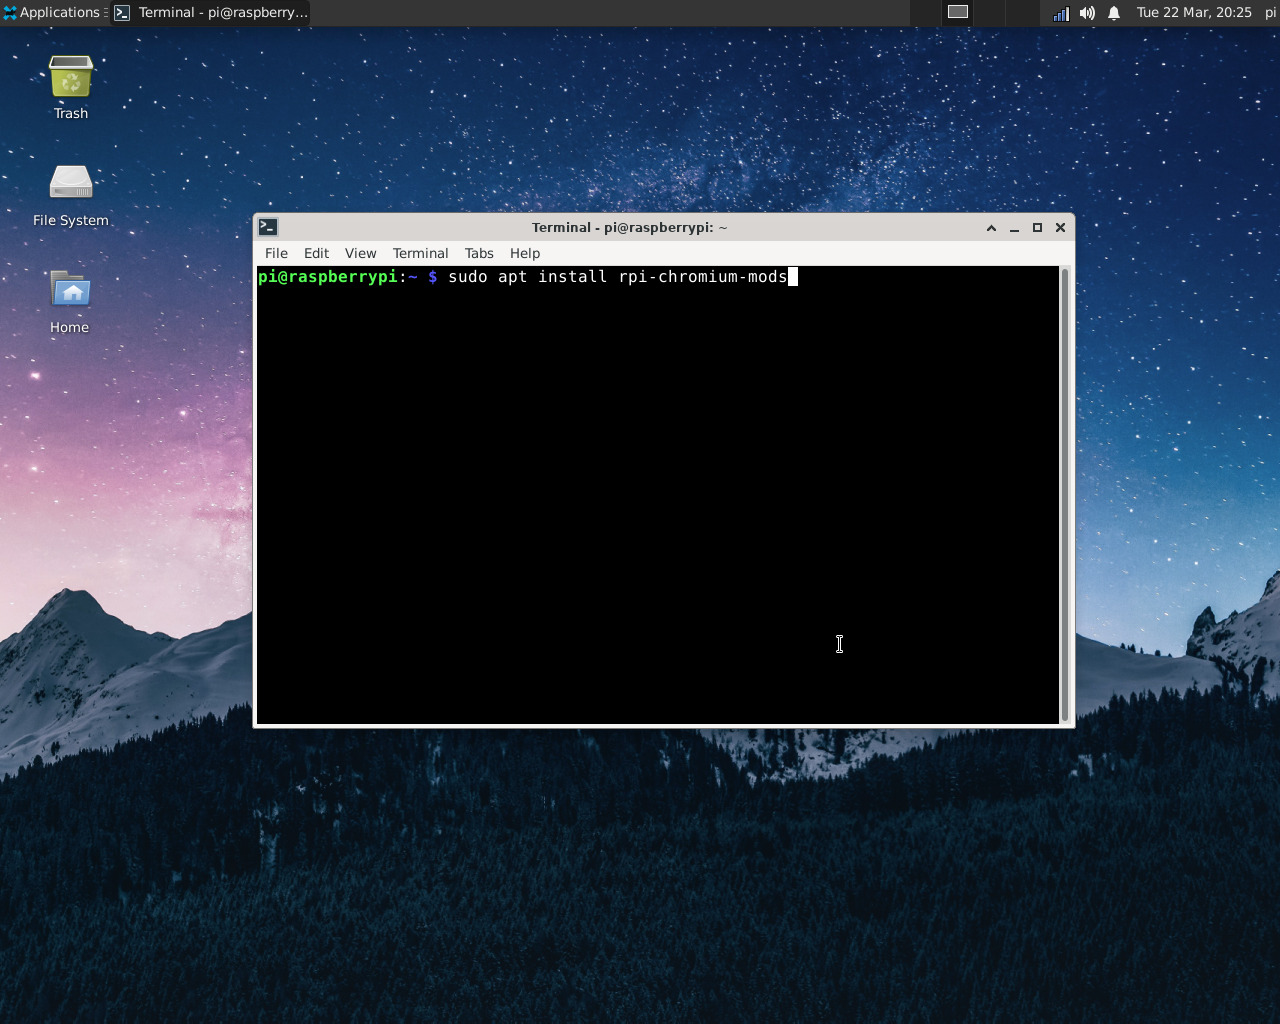 Applications
Terminal - pi@raspberry...
Tue 22 Mar, 20:25
pi
Trash
File System
Home
Terminal - pi@raspberrypi: ~
File Edit View Terminal Tabs Help
pi@raspberrypi:~ $ sudo apt install rpi-chromium-mods